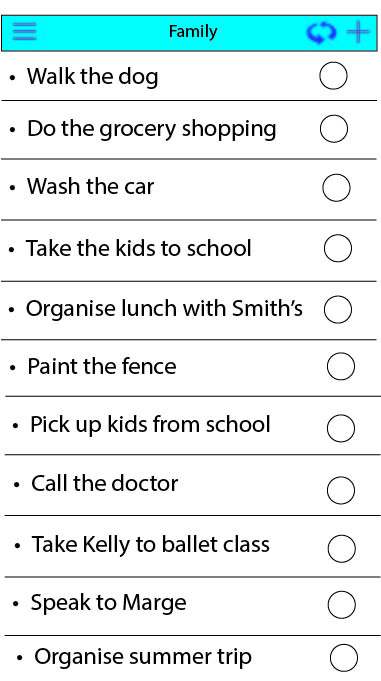 Family
• Walk the dog
• Do the grocery shopping
• Wash the car
• Take the kids to school
• Organise lunch with Smith's
• Paint the fence
• Pick up kids from school
• Call the doctor
• Take Kelly to ballet class
• Speak to Marge
• Organise summer trip